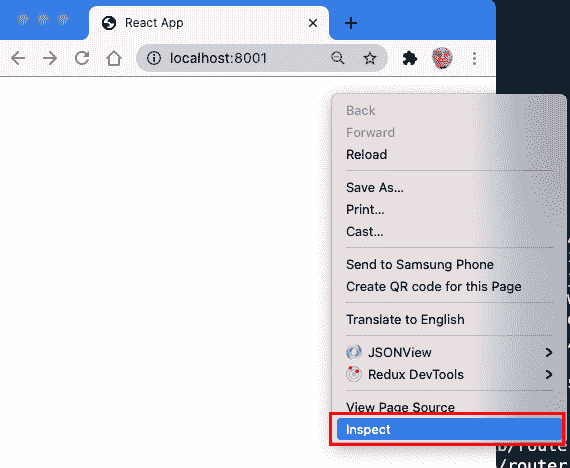 React App
localhost:8001
Back
Forward
Reload
Save As...
Print...
Cast...
Send to Samsung Phone
Create QR code for this Page
Translate to English
JSONView
Redux DevTools
View Page Source
Inspect
b/route
/router